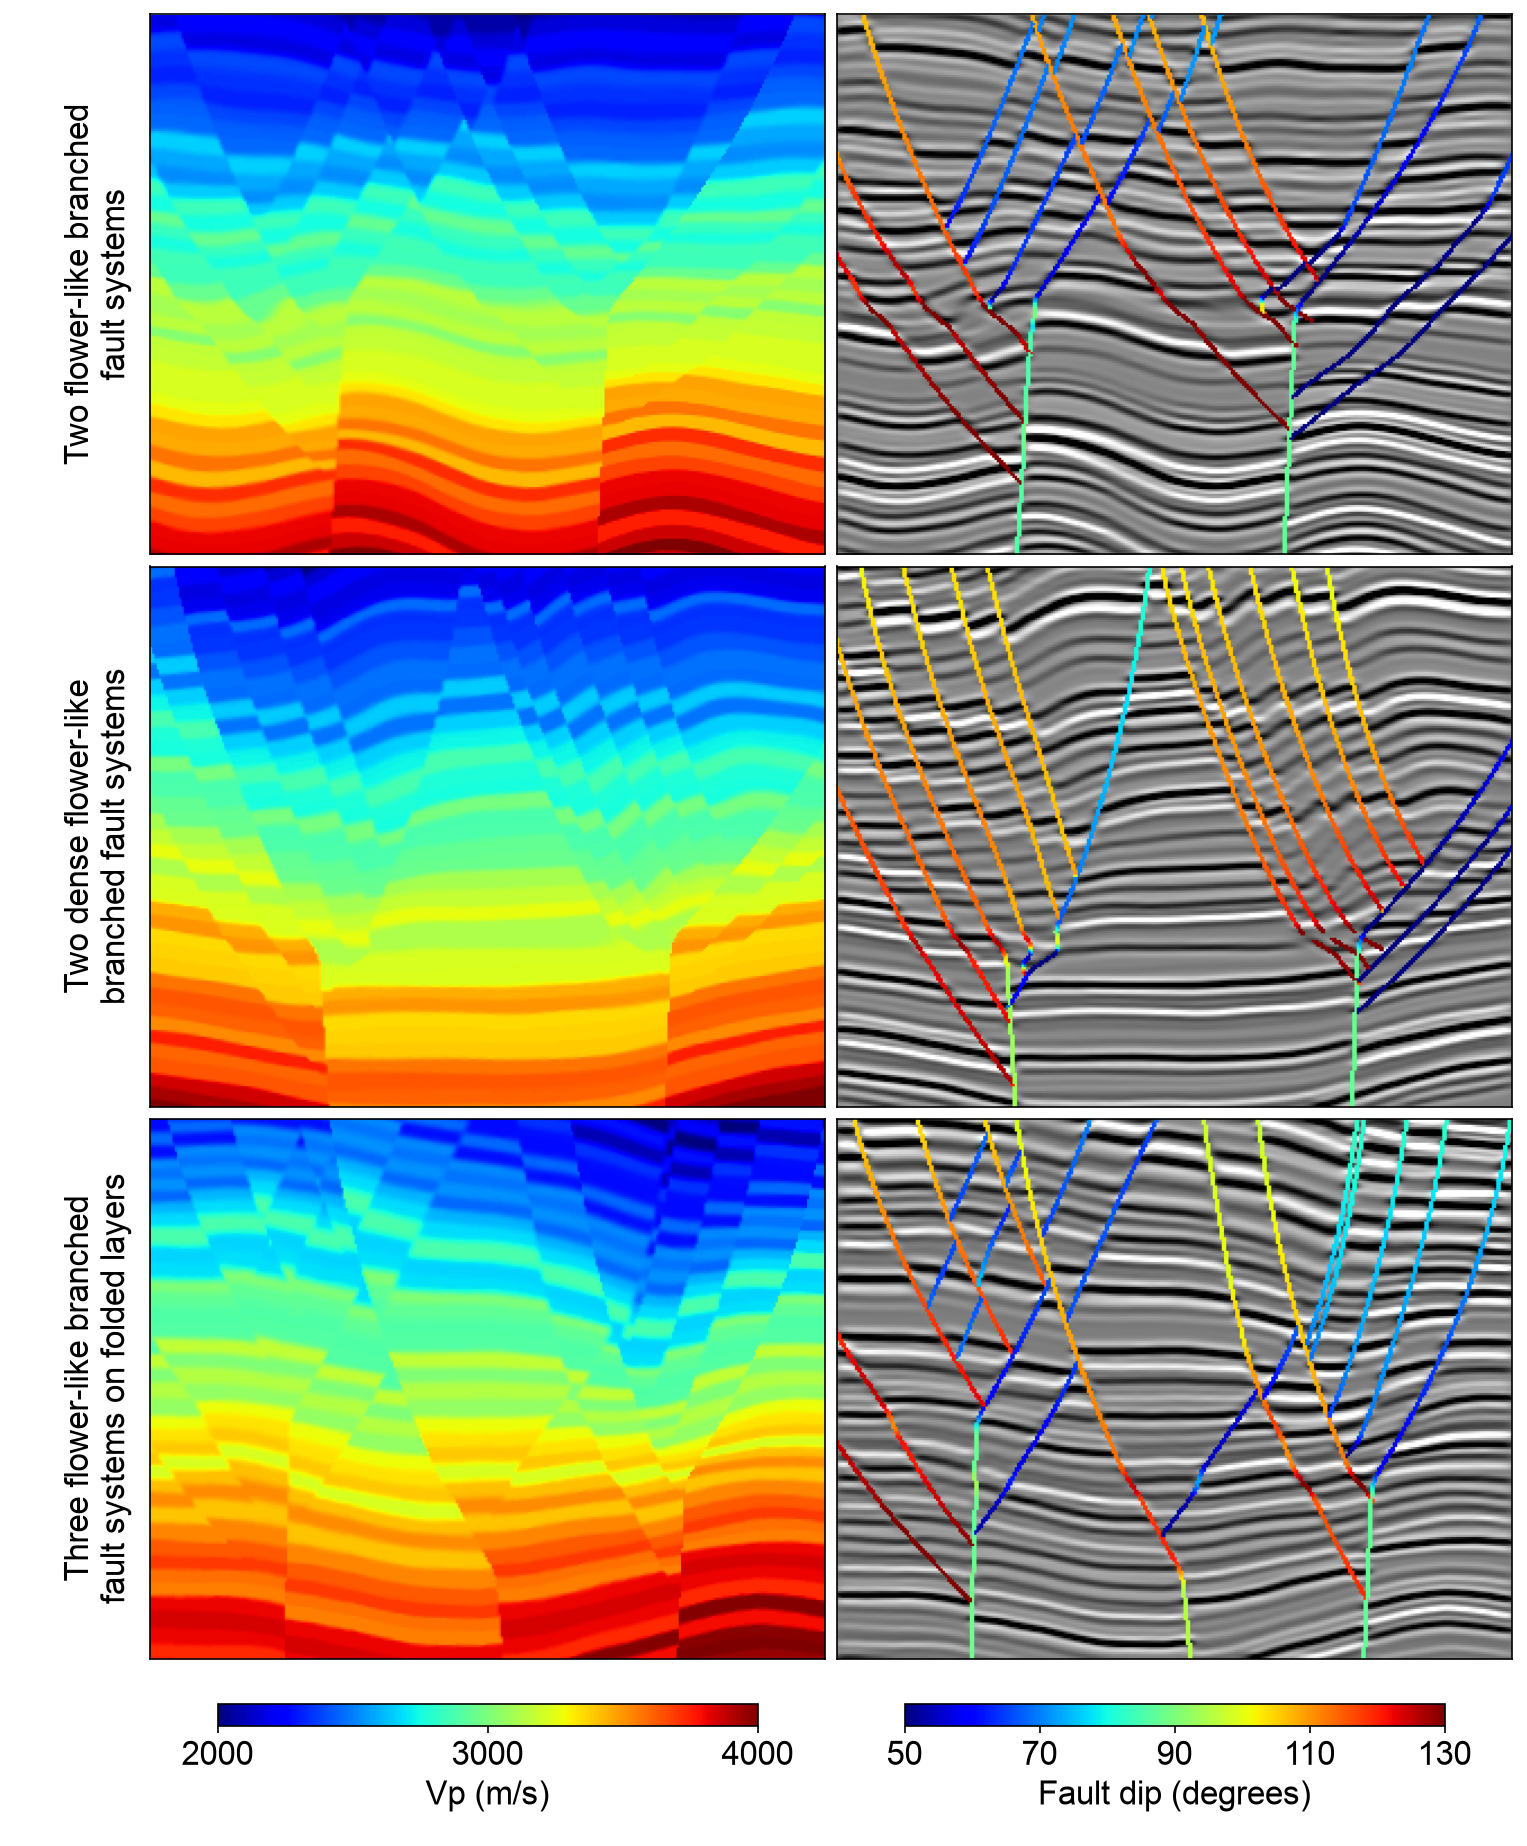 Two flower-like branched
fault systems
Two dense flower-like
branched fault systems
Three flower-like branched
fault systems on folded layers
2000 3000 4000
Vp (m/s)
50 70 90 110 130
Fault dip (degrees)